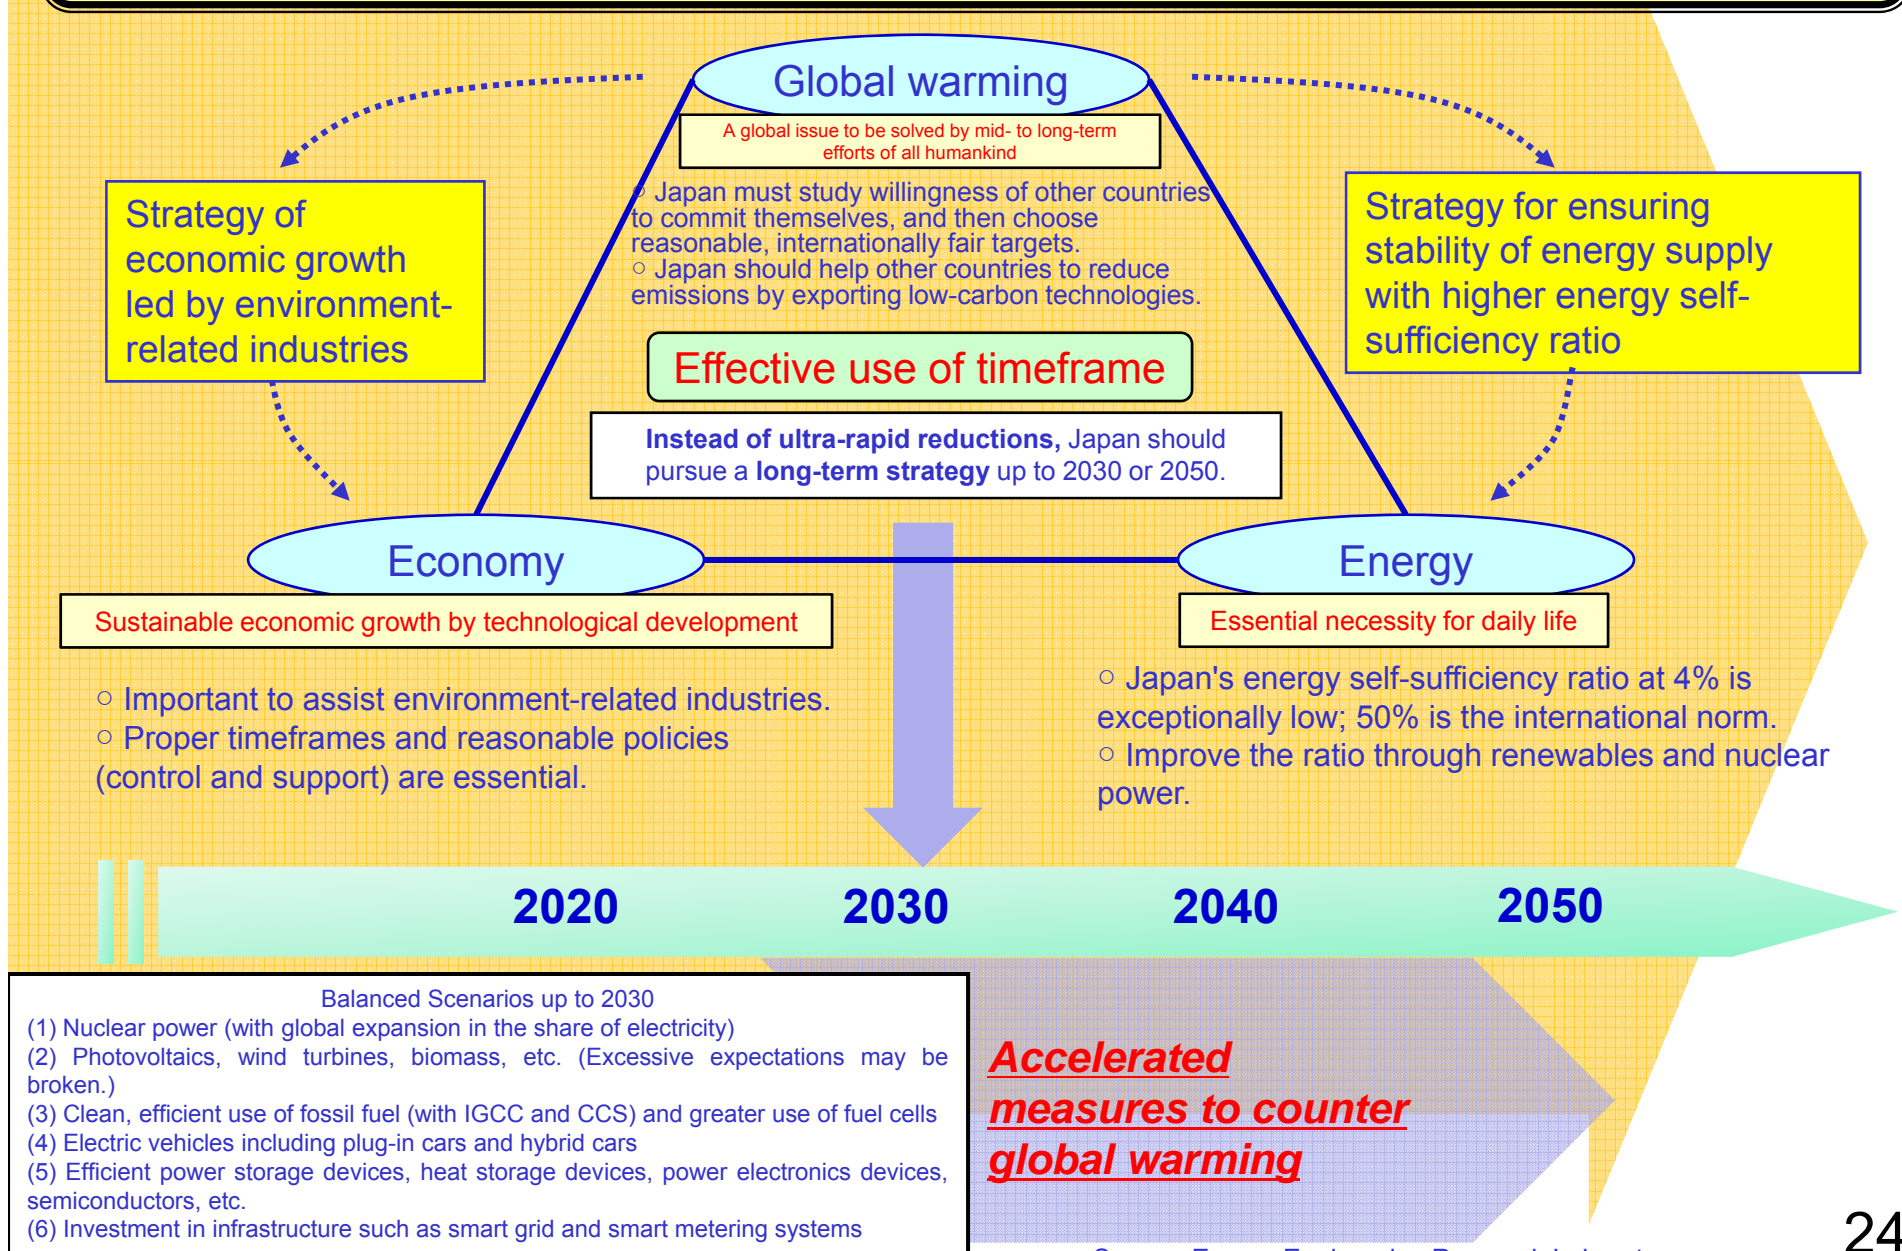 Global warming
A global issue to be solved by mid- to long-term
efforts of all humankind
○ Japan must study willingness of other countries
to commit themselves, and then choose
reasonable, internationally fair targets.
○ Japan should help other countries to reduce
emissions by exporting low-carbon technologies.
Strategy of
economic growth
led by environment-
related industries
Strategy for ensuring
stability of energy supply
with higher energy self-
sufficiency ratio
Effective use of timeframe
Instead of ultra-rapid reductions, Japan should
pursue a long-term strategy up to 2030 or 2050.
Economy
Sustainable economic growth by technological development
○ Important to assist environment-related industries.
○ Proper timeframes and reasonable policies
(control and support) are essential.
Energy
Essential necessity for daily life
○ Japan's energy self-sufficiency ratio at 4% is
exceptionally low; 50% is the international norm.
○ Improve the ratio through renewables and nuclear
power.
2020 2030 2040 2050
Balanced Scenarios up to 2030
(1) Nuclear power (with global expansion in the share of electricity)
(2) Photovoltaics, wind turbines, biomass, etc. (Excessive expectations may be
broken.)
(3) Clean, efficient use of fossil fuel (with IGCC and CCS) and greater use of fuel cells
(4) Electric vehicles including plug-in cars and hybrid cars
(5) Efficient power storage devices, heat storage devices, power electronics devices,
semiconductors, etc.
(6) Investment in infrastructure such as smart grid and smart metering systems
Accelerated
measures to counter
global warming
24